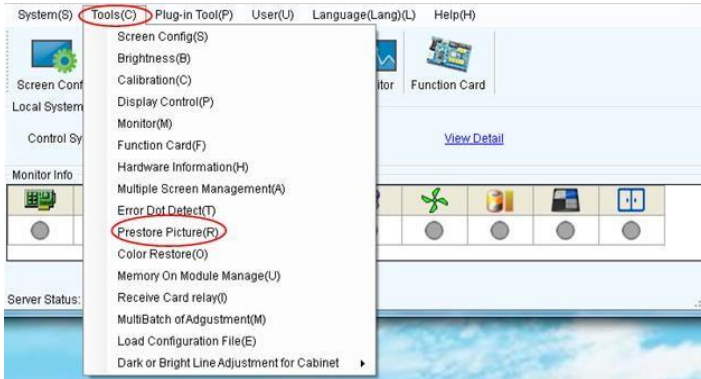 System(S) Tools(C) Plug-in Tool(P) User(U) Language(Lang)(L) Help(H)
Screen Config(S)
Brightness(B)
Calibration(C)
Display Control(P)
Monitor(M)
Function Card(F)
Hardware Information(H)
Multiple Screen Management(A)
Error Dot Detect(T)
Prestore Picture(R)
Color Restore(O)
Memory On Module Manage(U)
Receive Card relay(I)
MultiBatch of Adgustment(M)
Load Configuration File(E)
Dark or Bright Line Adjustment for Cabinet
Screen Conf
itor Function Card
Local System
Control Sy
View Detail
Monitor Info
Server Status: